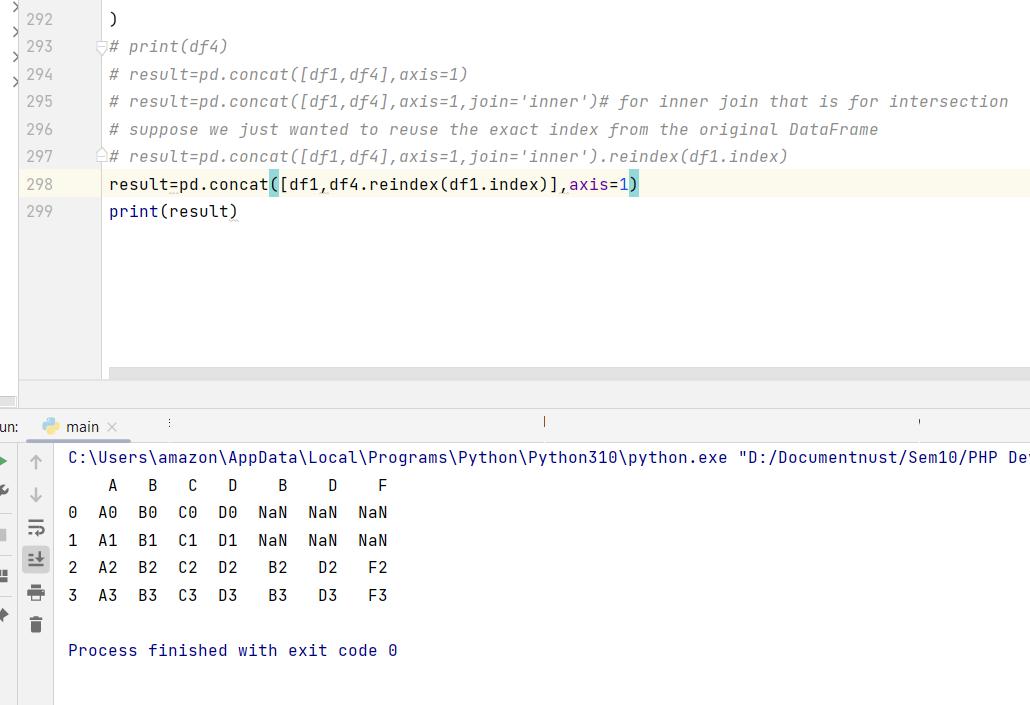 292 )
293 # print(df4)
294 # result=pd.concat([df1,df4],axis=1)
295 # result=pd.concat([df1,df4],axis=1,join='inner')# for inner join that is for intersection
296 # suppose we just wanted to reuse the exact index from the original DataFrame
297 # result=pd.concat([df1,df4],axis=1,join='inner').reindex(df1.index)
298 result=pd.concat([df1,df4.reindex(df1.index)],axis=1)
299 print(result)
un: main
C:\Users\amazon\AppData\Local\Programs\Python\Python310\python.exe "D:/Documentnust/Sem10/PHP De
A B C D B D F
0 A0 B0 C0 D0 NaN NaN NaN
1 A1 B1 C1 D1 NaN NaN NaN
2 A2 B2 C2 D2 B2 D2 F2
3 A3 B3 C3 D3 B3 D3 F3
Process finished with exit code 0